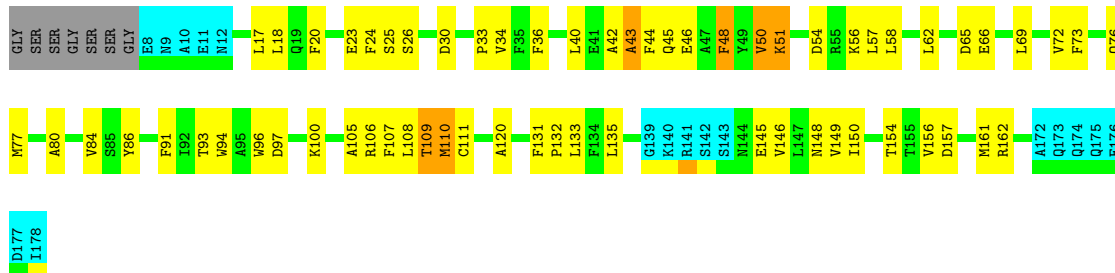 GLY SER SER GLY SER SER GLY E8 N9 A10 E11 N12 L17 L18 Q19 F20 E23 F24 S25 S26 D30 P33 V34 F35 F36 L40 E41 A42 A43 F44 Q45 E46 A47 F48 Y49 V50 K51 D54 R55 K56 L57 L58 L62 D65 E66 L69 V72 F73
M77 A80 V84 S85 Y86 F91 I92 T93 W94 A95 W96 D97 K100 A105 R106 F107 L108 T109 M110 C111 A120 F131 P132 L133 F134 L135 G139 K140 R141 S142 S143 N144 E145 V146 L147 N148 V149 I150 T154 T155 V156 D157 M161 R162 A172 Q173 Q174 Q175
D177 I178